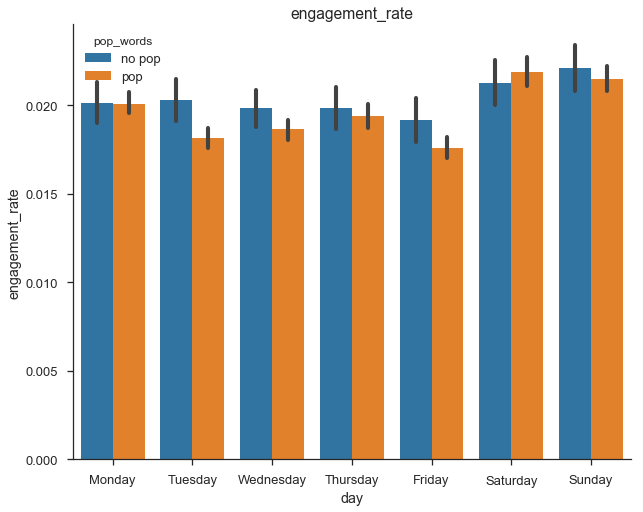 engagement_rate
pop_words
no pop
pop
engagement_rate
0.020
0.015
0.010
0.005
0.000
Monday Tuesday Wednesday Thursday Friday Saturday Sunday
day